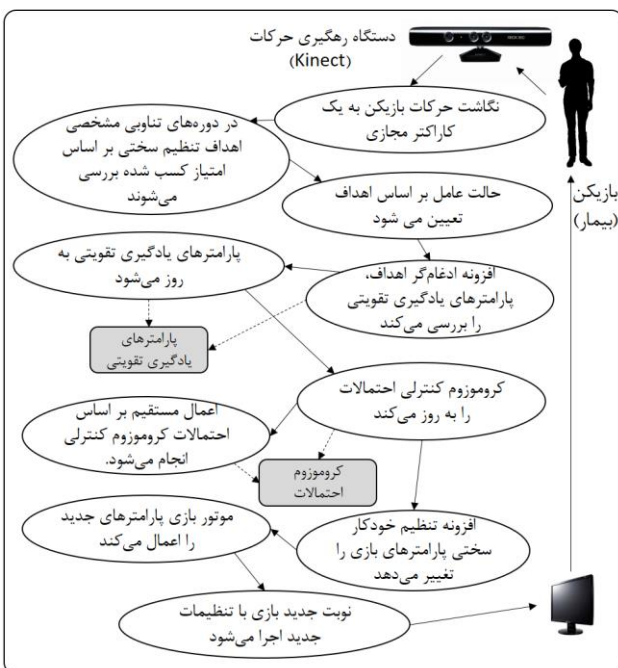 دستگاه رهگیری حرکات
(Kinect)
نگاشت حرکات بازیکن به یک
کاراکتر مجازی
در دوره‌های تناوبی مشخصی
اهداف تنظیم سختی بر اساس
امتیاز کسب شده بررسی
می‌شوند
بازیکن
(بیمار)
حالت عامل بر اساس اهداف
تعیین می شود
پارامترهای یادگیری تقویتی به
روز می‌شود
افزونه ادغام‌گر اهداف،
پارامترهای یادگیری تقویتی
را بررسی می‌کند
پارامترهای
یادگیری تقویتی
کروموزوم کنترلی احتمالات
را به روز می‌کند
اعمال مستقیم بر اساس
احتمالات کروموزوم کنترلی
انجام می‌شود.
کروموزوم
احتمالات
موتور بازی پارامترهای جدید
را اعمال می‌کند
افزونه تنظیم خودکار
سختی پارامترهای بازی را
تغییر می‌دهد
نوبت جدید بازی با تنظیمات
جدید اجرا می‌شود